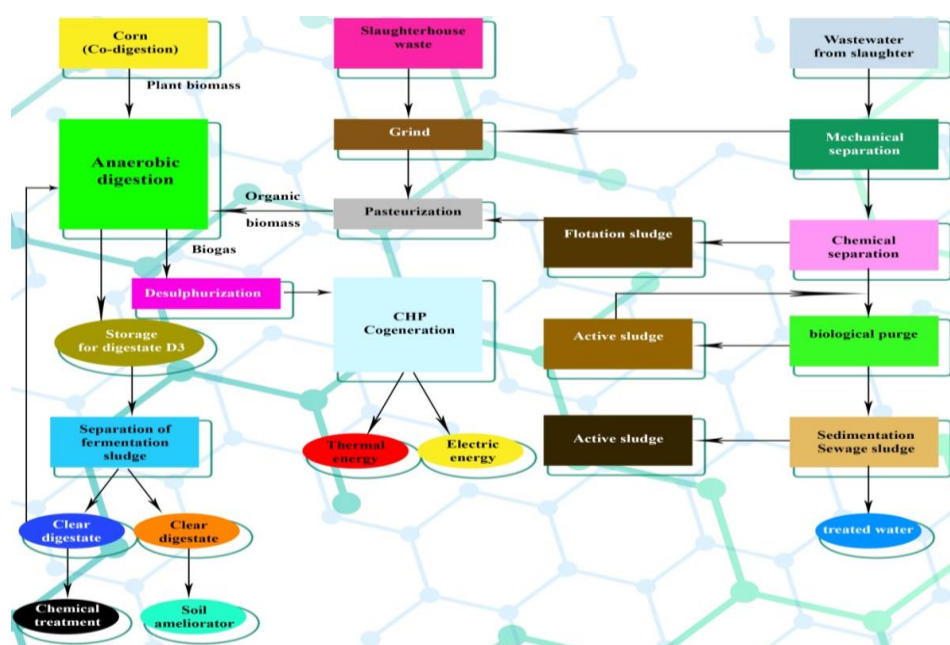 Corn
(Co-digestion)
Slaughterhouse
waste
Wastewater
from slaughter
Plant biomass
Anaerobic
digestion
Grind
Mechanical
separation
Organic
biomass
Pasteurization
Flotation sludge
Chemical
separation
Biogas
Desulphurization
CHP
Cogeneration
Storage
for digestate D3
Active sludge
biological purge
Separation of
fermentation
sludge
Thermal
energy
Electric
energy
Active sludge
Sedimentation
Sewage sludge
Clear
digestate
Clear
digestate
treated water
Chemical
treatment
Soil
ameliorator